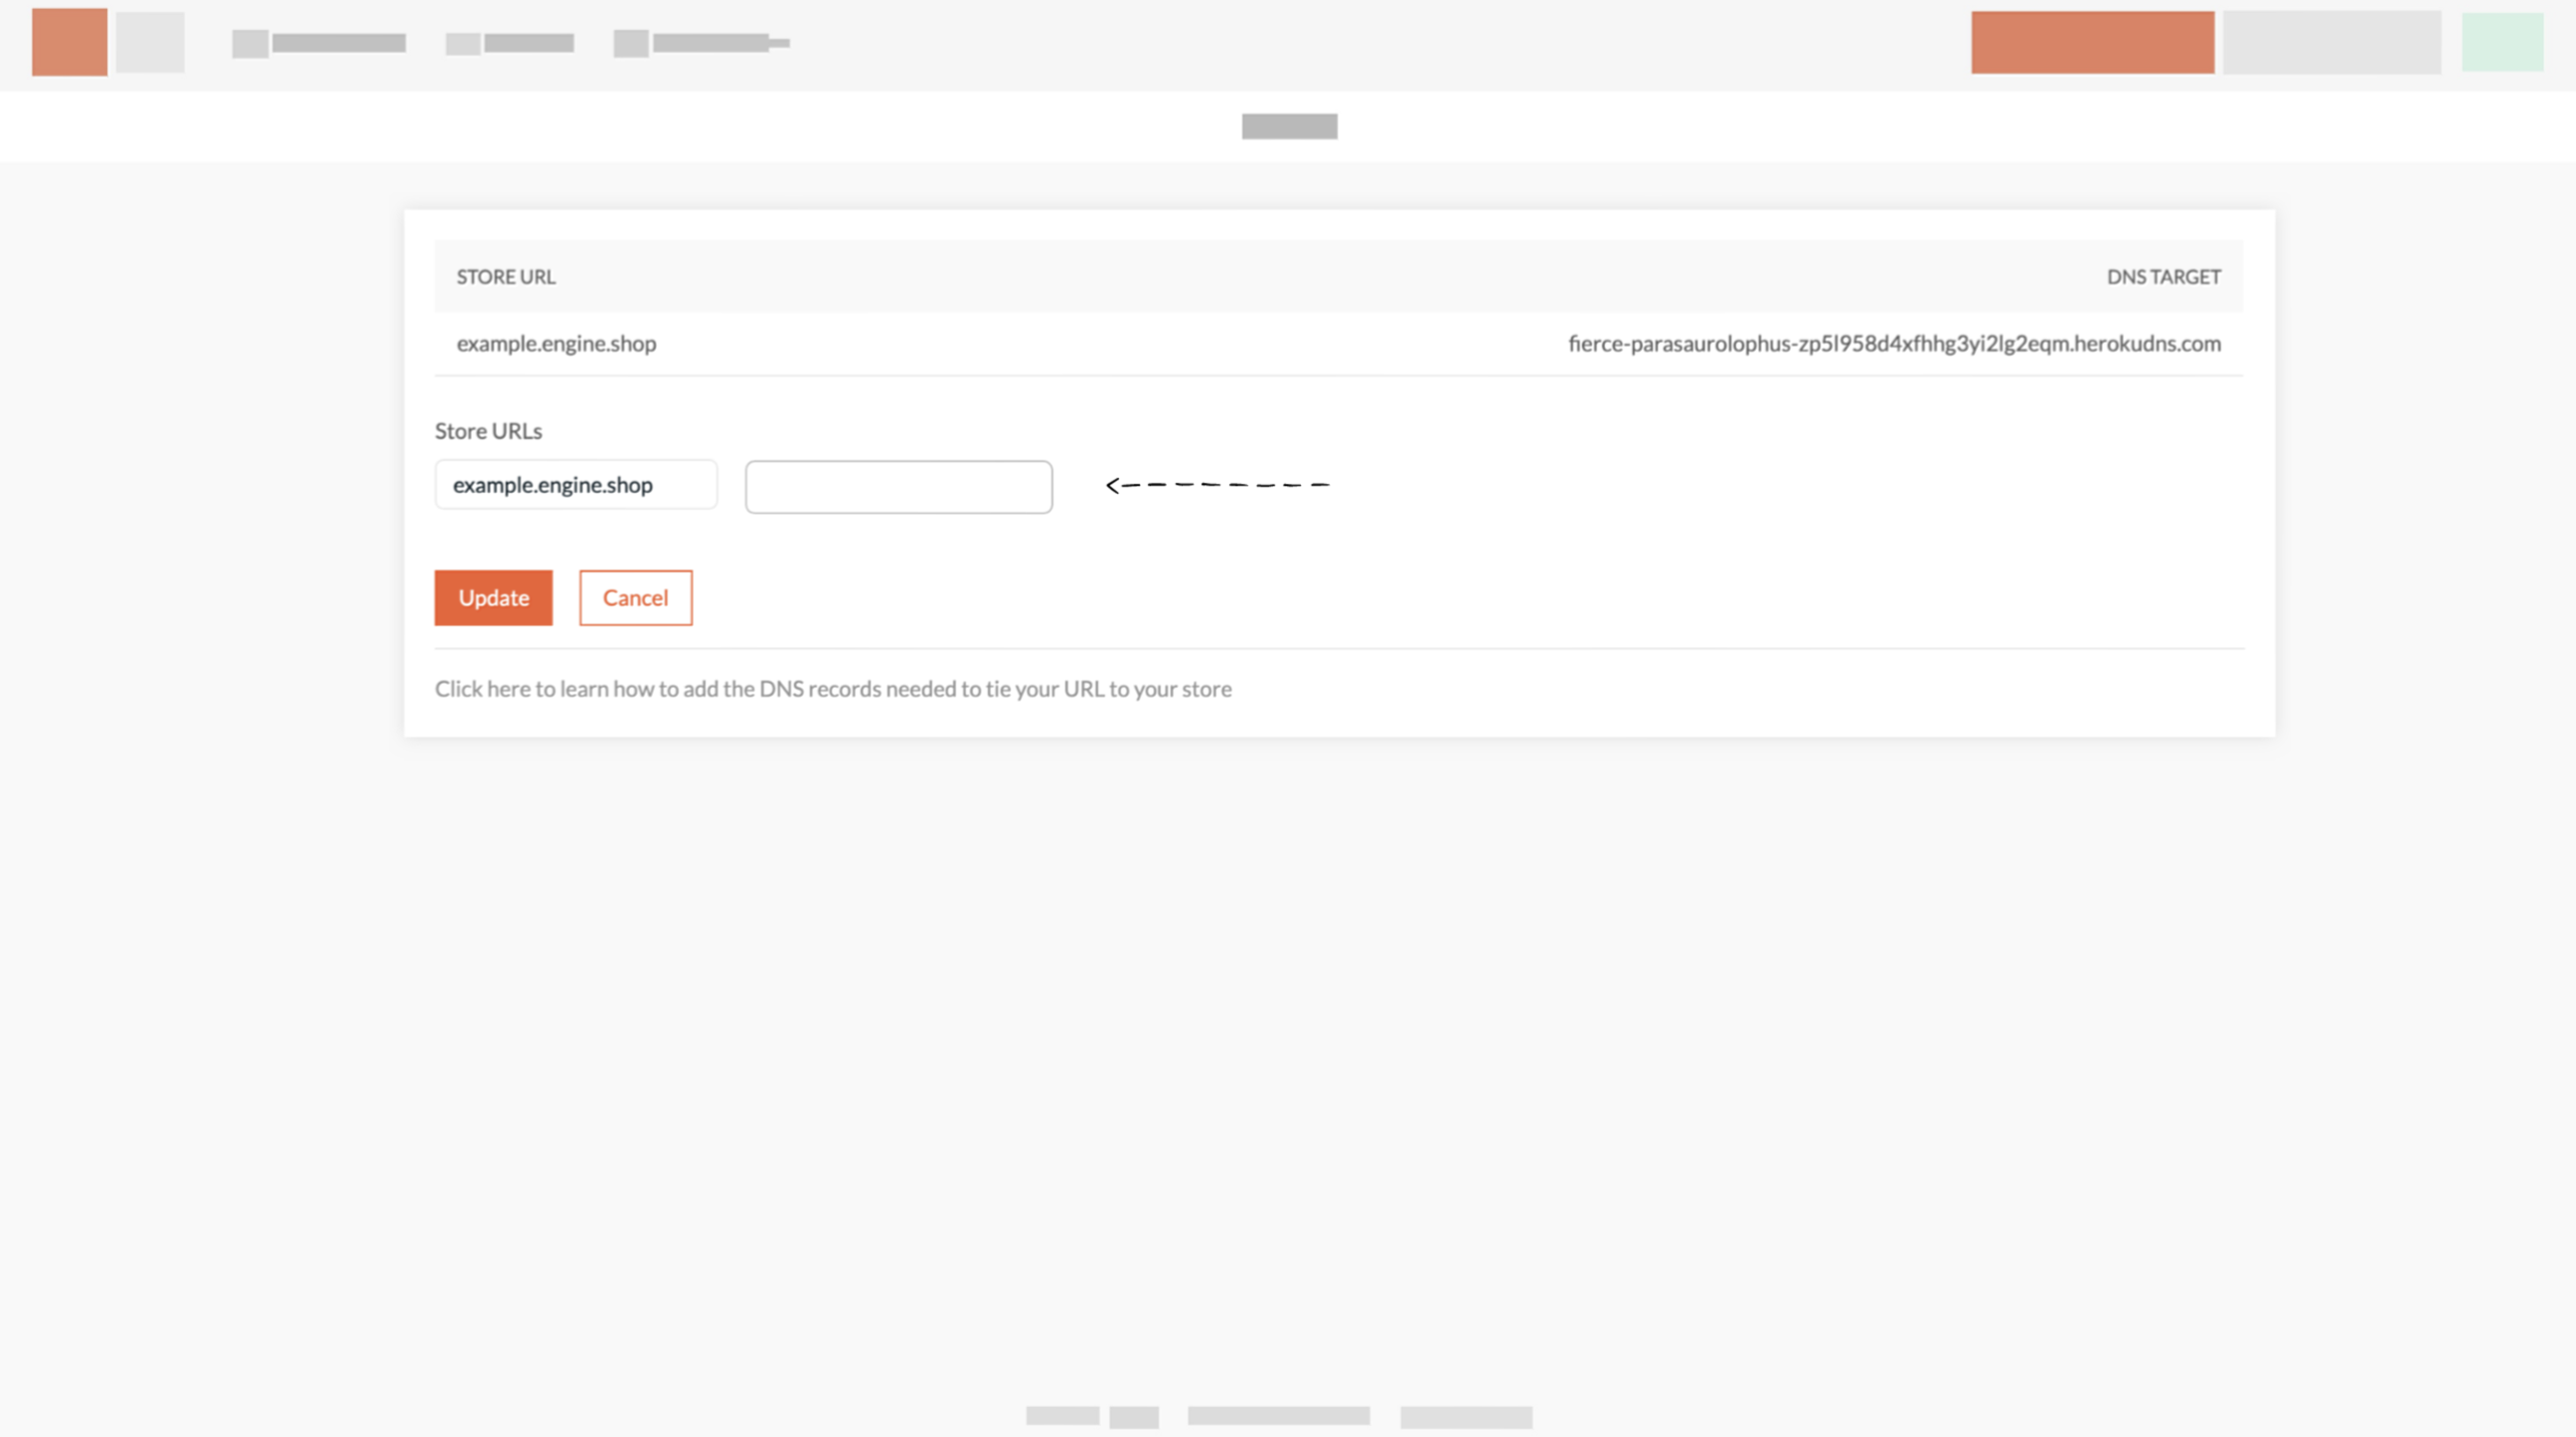 STORE URL DNS TARGET
example.engine.shop fierce-parasaurolophus-zp5l958d4xfhhg3yi2lg2eqm.herokudns.com
Store URLs
example.engine.shop
Update Cancel
Click here to learn how to add the DNS records needed to tie your URL to your store